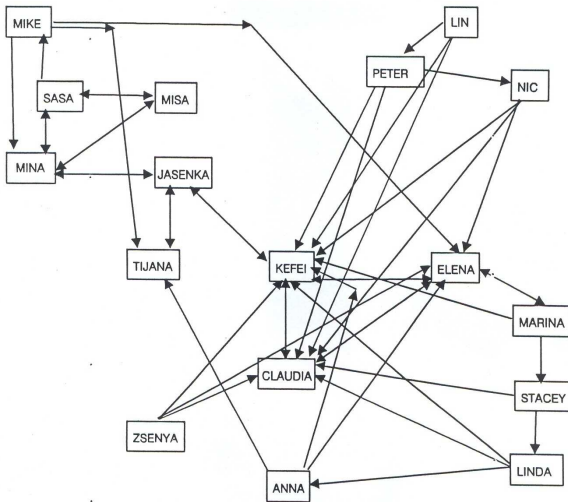 MIKE
LIN
PETER
NIC
SASA
MISA
MINA
JASENKA
TIJANA
KEFEI
ELENA
MARINA
CLAUDIA
STACEY
ZSENYA
LINDA
ANNA